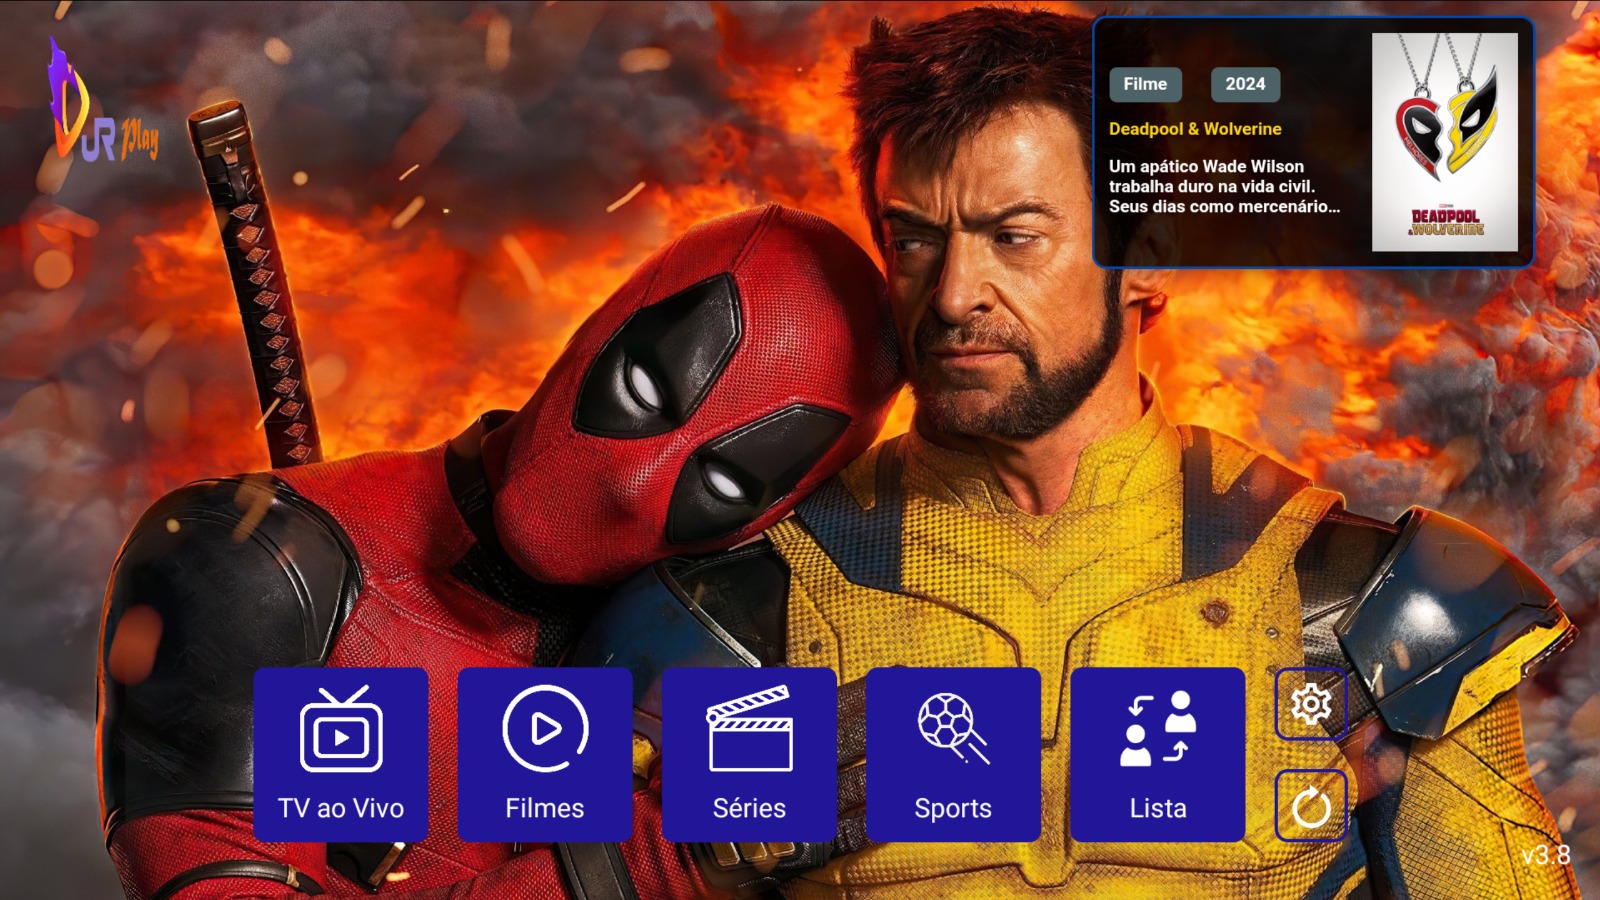 JR Play
Filme
2024
Deadpool & Wolverine
Um apático Wade Wilson
trabalha duro na vida civil.
Seus dias como mercenário...
DEADPOOL
& WOLVERINE
TV ao Vivo
Filmes
Séries
Sports
Lista
v3.8